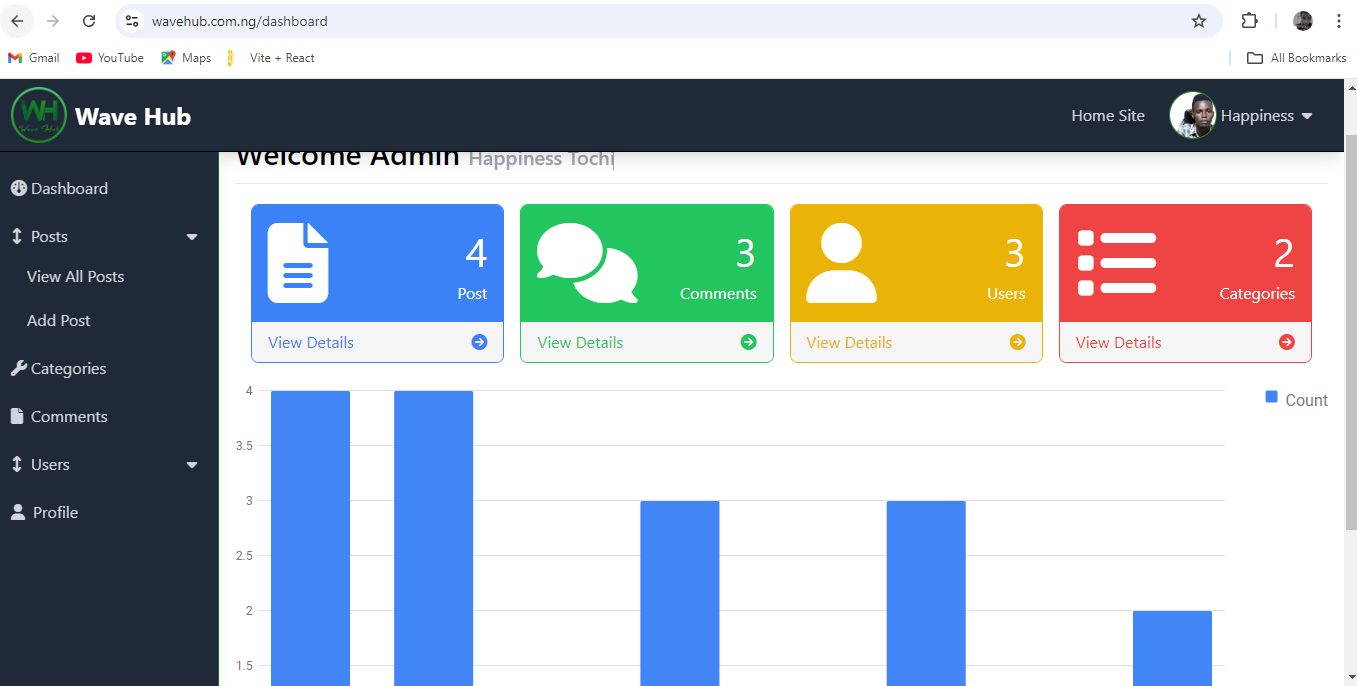 wavehub.com.ng/dashboard
Gmail YouTube Maps Vite + React All Bookmarks
WH Wave Hub
Wave Hub
Home Site Happiness
Welcome Admin Happiness Tochi
Dashboard
Posts
View All Posts
Add Post
Categories
Comments
Users
Profile
4
Post
View Details
3
Comments
View Details
3
Users
View Details
2
Categories
View Details
4
3.5
3
2.5
2
1.5
Count